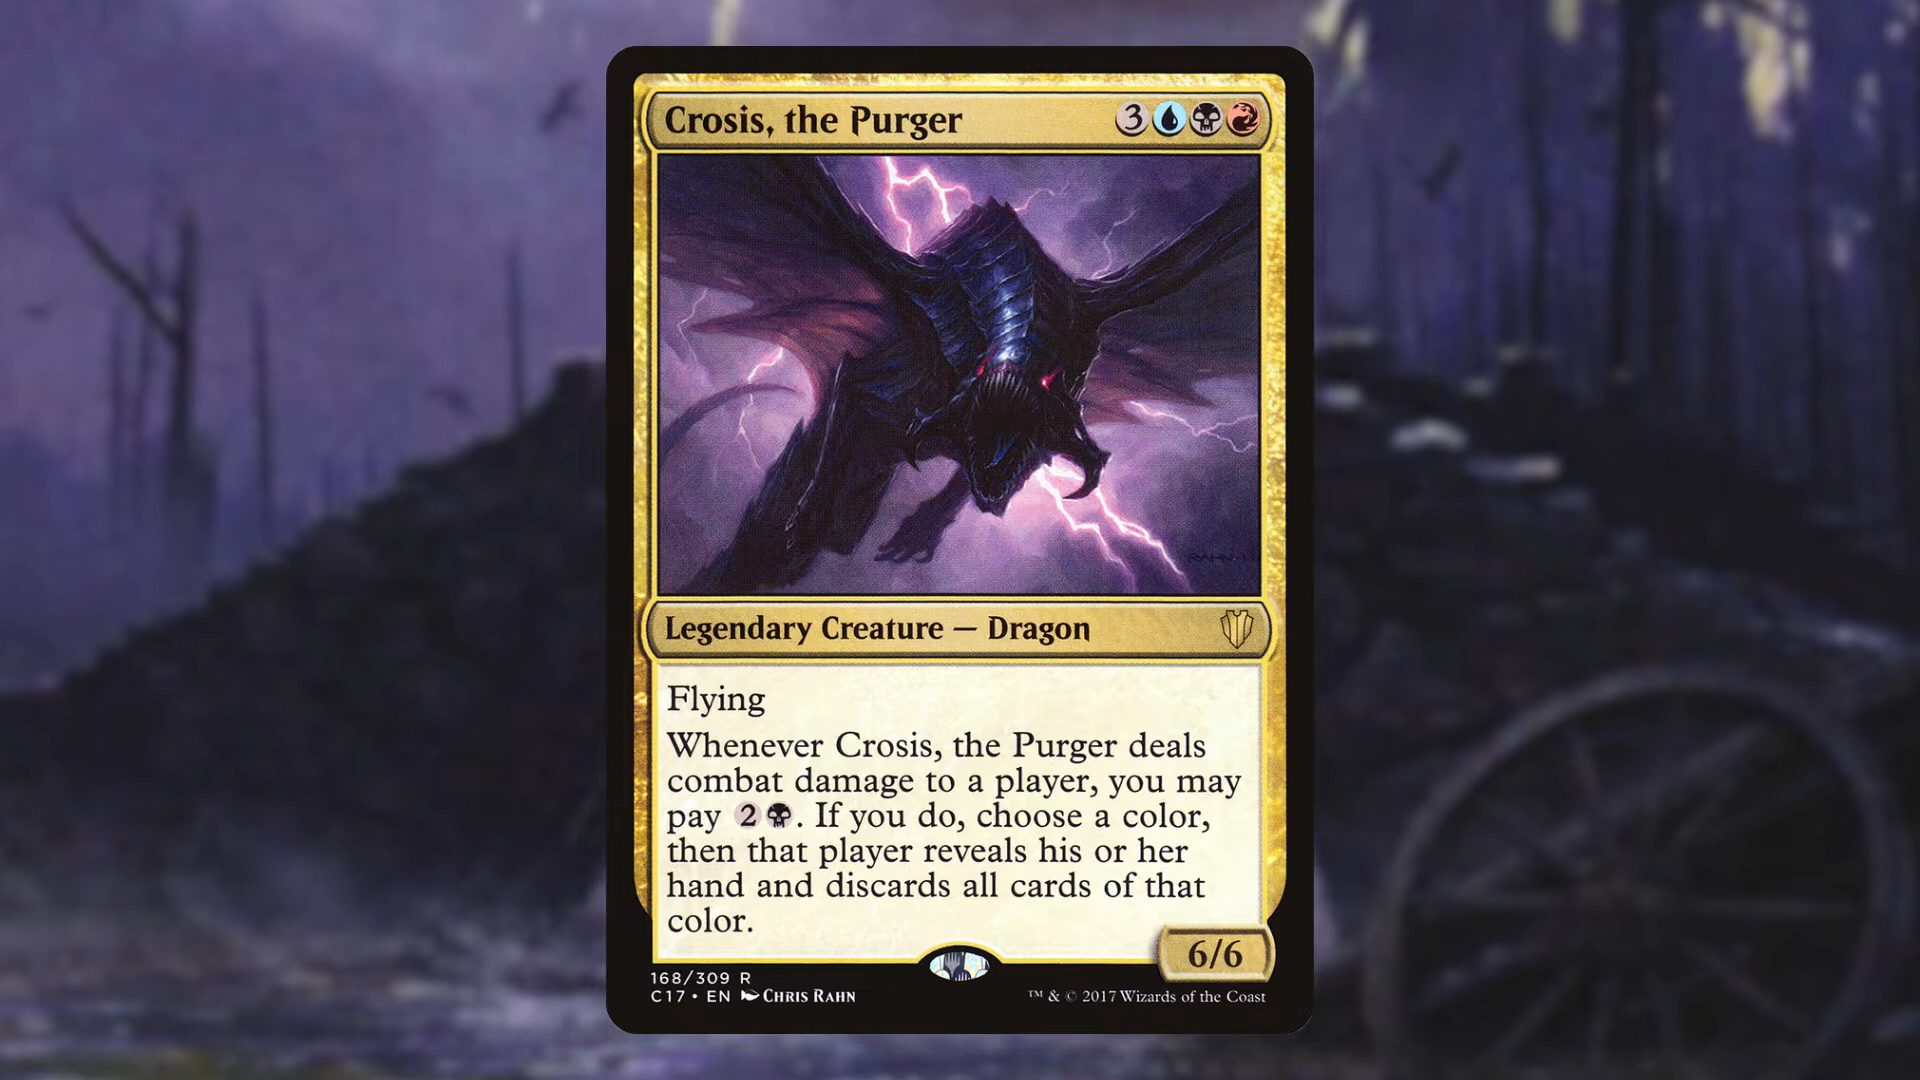 Crosis, the Purger 3
RAHN
Legendary Creature — Dragon
Flying
Whenever Crosis, the Purger deals
combat damage to a player, you may
pay 2. If you do, choose a color,
then that player reveals his or her
hand and discards all cards of that
color.
6/6
168/309 R
C17 • EN Chris Rahn
™ & © 2017 Wizards of the Coast